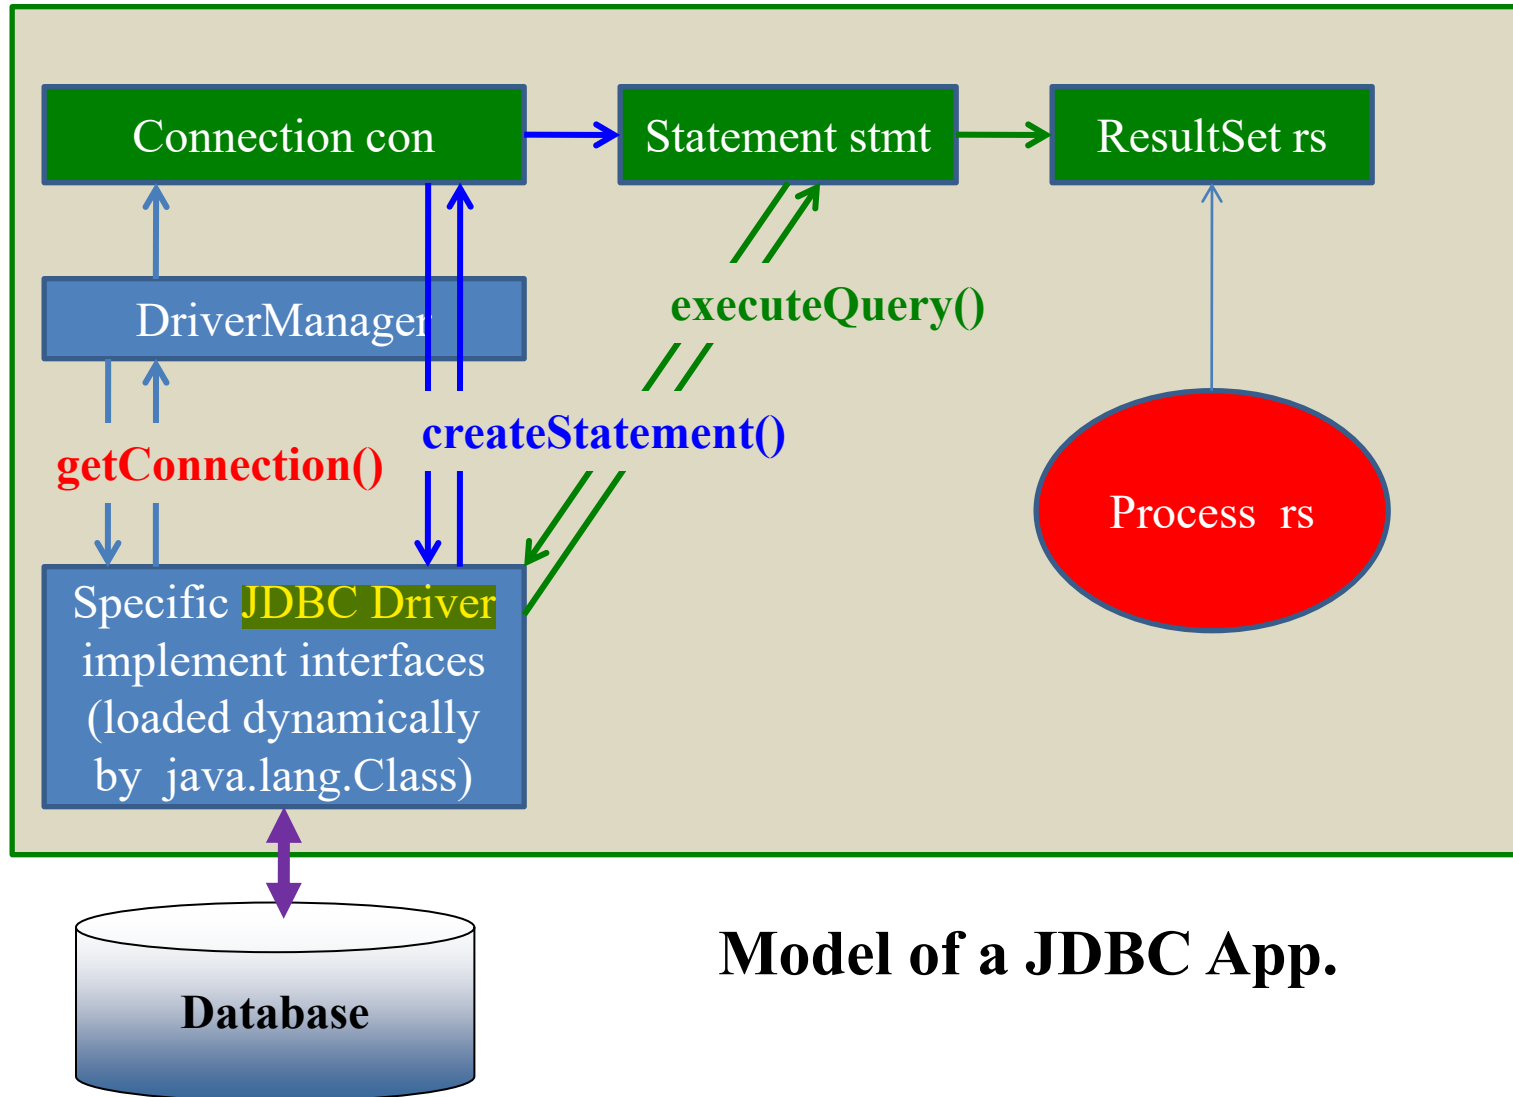 Connection con
Statement stmt
ResultSet rs
DriverManager
executeQuery()
createStatement()
getConnection()
Process rs
Specific JDBC Driver
implement interfaces
(loaded dynamically
by java.lang.Class)
Model of a JDBC App.
Database